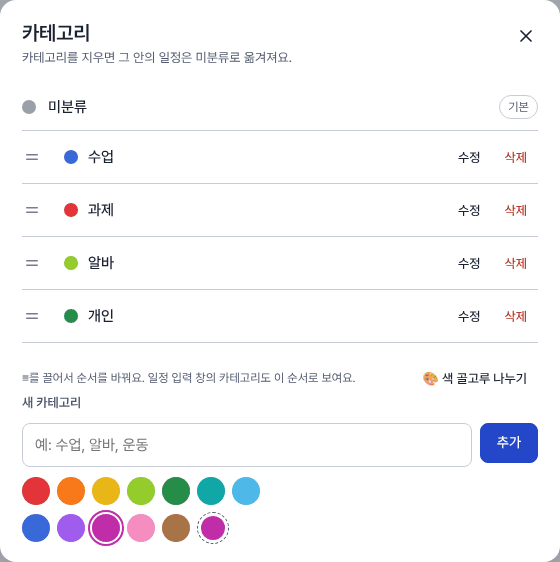 카테고리
카테고리를 지우면 그 안의 일정은 미분류로 옮겨져요.
미분류 기본
수업 수정 삭제
과제 수정 삭제
알바 수정 삭제
개인 수정 삭제
≡를 끌어서 순서를 바꿔요. 일정 입력 창의 카테고리도 이 순서로 보여요. 🎨 색 골고루 나누기
새 카테고리
예: 수업, 알바, 운동 추가